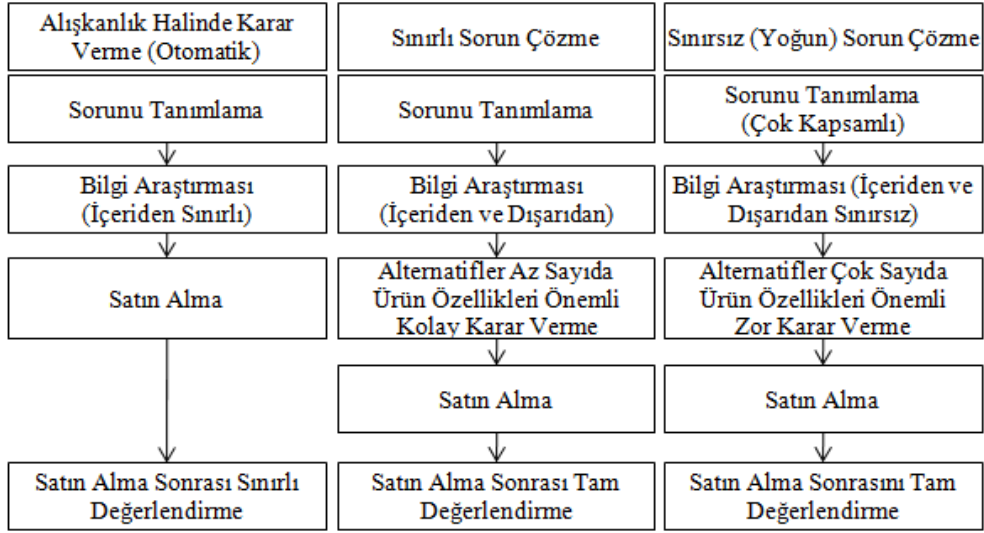 Alışkanlık Halinde Karar
Verme (Otomatik)
Sorunu Tanımlama
Bilgi Araştırması
(İçeriden Sınırlı)
Satın Alma
Satın Alma Sonrası Sınırlı
Değerlendirme
Sınırlı Sorun Çözme
Sorunu Tanımlama
Bilgi Araştırması
(İçeriden ve Dışarıdan)
Alternatifler Az Sayıda
Ürün Özellikleri Önemli
Kolay Karar Verme
Satın Alma
Satın Alma Sonrası Tam
Değerlendirme
Sınırsız (Yoğun) Sorun Çözme
Sorunu Tanımlama
(Çok Kapsamlı)
Bilgi Araştırması (İçeriden ve
Dışarıdan Sınırsız)
Alternatifler Çok Sayıda
Ürün Özellikleri Önemli
Zor Karar Verme
Satın Alma
Satın Alma Sonrasını Tam
Değerlendirme